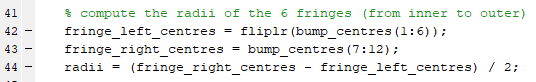 41 % compute the radii of the 6 fringes (from inner to outer)
42 – fringe_left_centres = fliplr(bump_centres(1:6));
43 – fringe_right_centres = bump_centres(7:12);
44 – radii = (fringe_right_centres - fringe_left_centres) / 2;